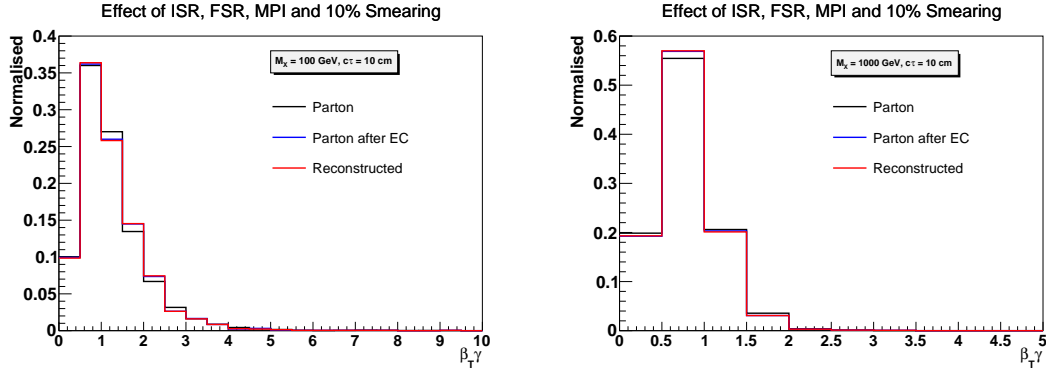 Effect of ISR, FSR, MPI and 10% Smearing
Normalised
0.4
0.35
0.3
0.25
0.2
0.15
0.1
0.05
0
M_X = 100 GeV, cτ = 10 cm
Parton
Parton after EC
Reconstructed
0 1 2 3 4 5 6 7 8 9 10
β_T γ
Effect of ISR, FSR, MPI and 10% Smearing
Normalised
0.6
0.5
0.4
0.3
0.2
0.1
0
M_X = 1000 GeV, cτ = 10 cm
Parton
Parton after EC
Reconstructed
0 0.5 1 1.5 2 2.5 3 3.5 4 4.5 5
β_T γ